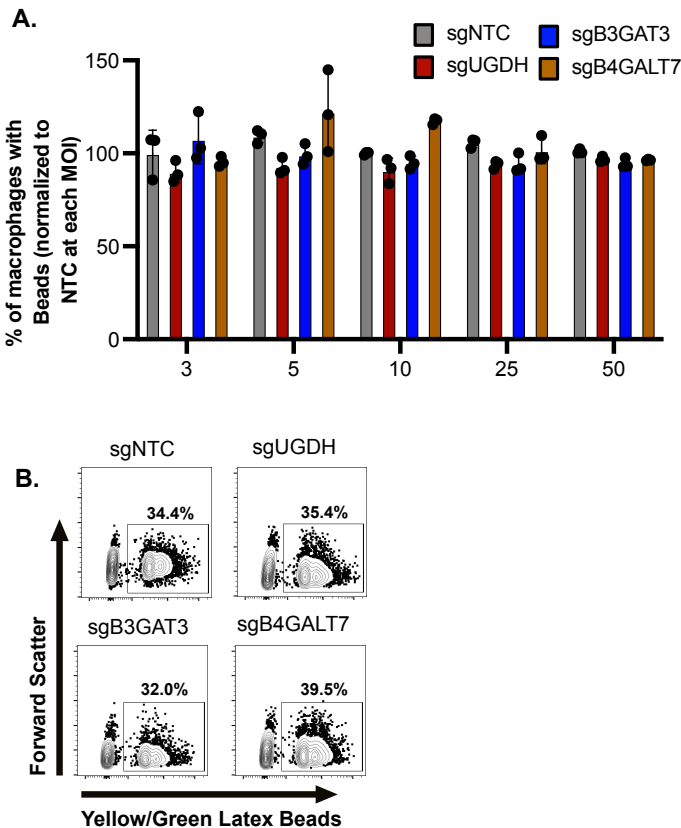 A.
sgNTC
sgB3GAT3
sgUGDH
sgB4GALT7
% of macrophages with
Beads (normalized to
NTC at each MOI)
150
100
50
0
3
5
10
25
50
B.
sgNTC
sgUGDH
34.4%
35.4%
sgB3GAT3
sgB4GALT7
32.0%
39.5%
Forward Scatter
Yellow/Green Latex Beads